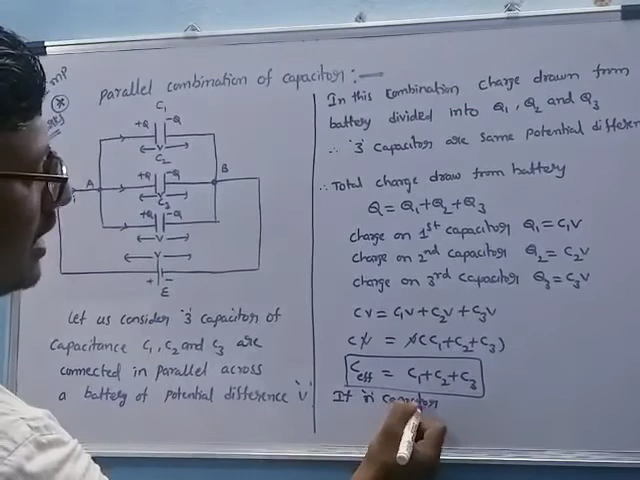 parallel combination of capacitor :-
C₁
+Q -Q
V
C₂
+Q -Q
V
C₃
+Q -Q
V
V
A
B
+ -
E
Let us consider '3' capacitor of
capacitance C₁, C₂ and C₃ are
connected in parallel across
a battery of potential difference 'V'
In this combination charge drawn from
battery divided into Q₁, Q₂ and Q₃
∴ '3' capacitors are same potential differen
∴ Total charge draw from battery
Q = Q₁+Q₂+Q₃
charge on 1st capacitor Q₁=C₁V
charge on 2nd capacitor Q₂=C₂V
charge on 3rd capacitor Q₃=C₃V
CV = C₁V+C₂V+C₃V
CV = V(C₁+C₂+C₃)
Ceff = C₁+C₂+C₃
If 'n' capacitor